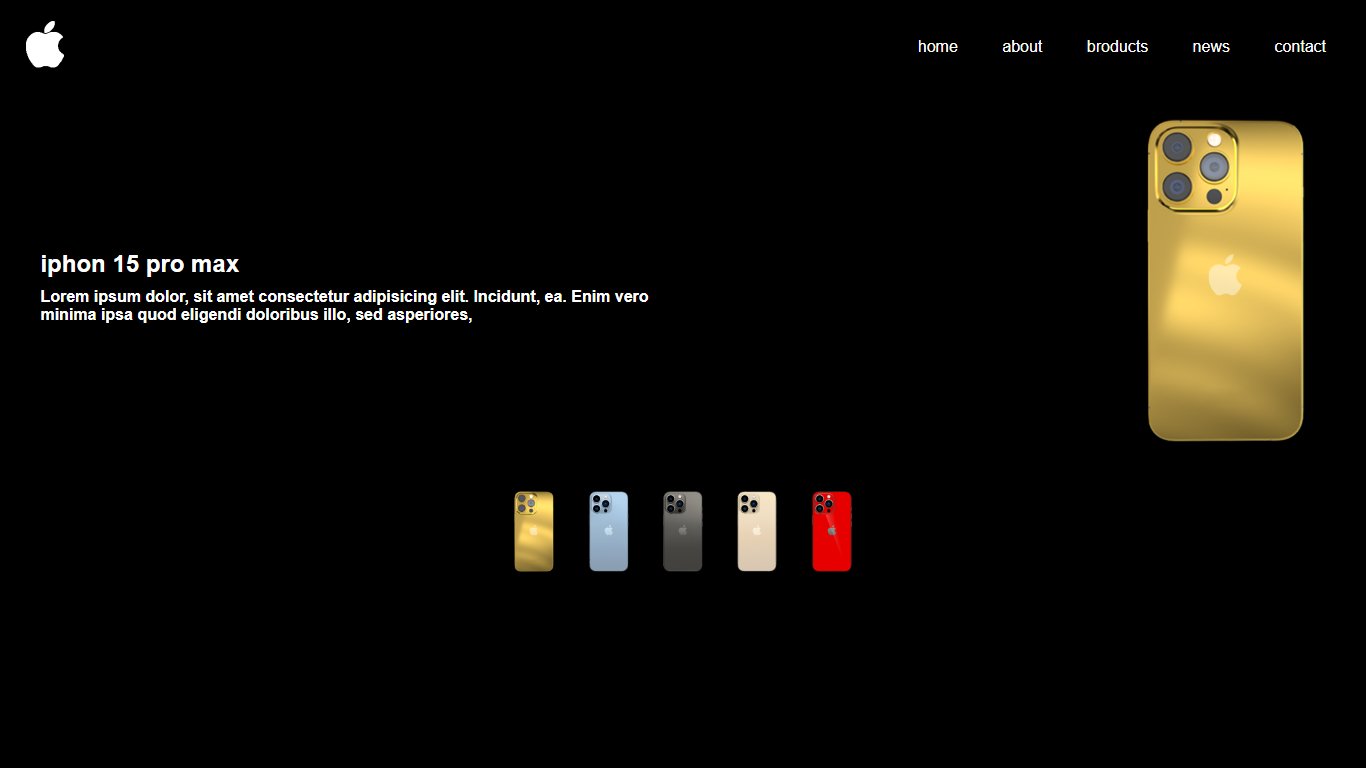 home
about
broducts
news
contact
iphon 15 pro max
Lorem ipsum dolor, sit amet consectetur adipisicing elit. Incidunt, ea. Enim vero
minima ipsa quod eligendi doloribus illo, sed asperiores,